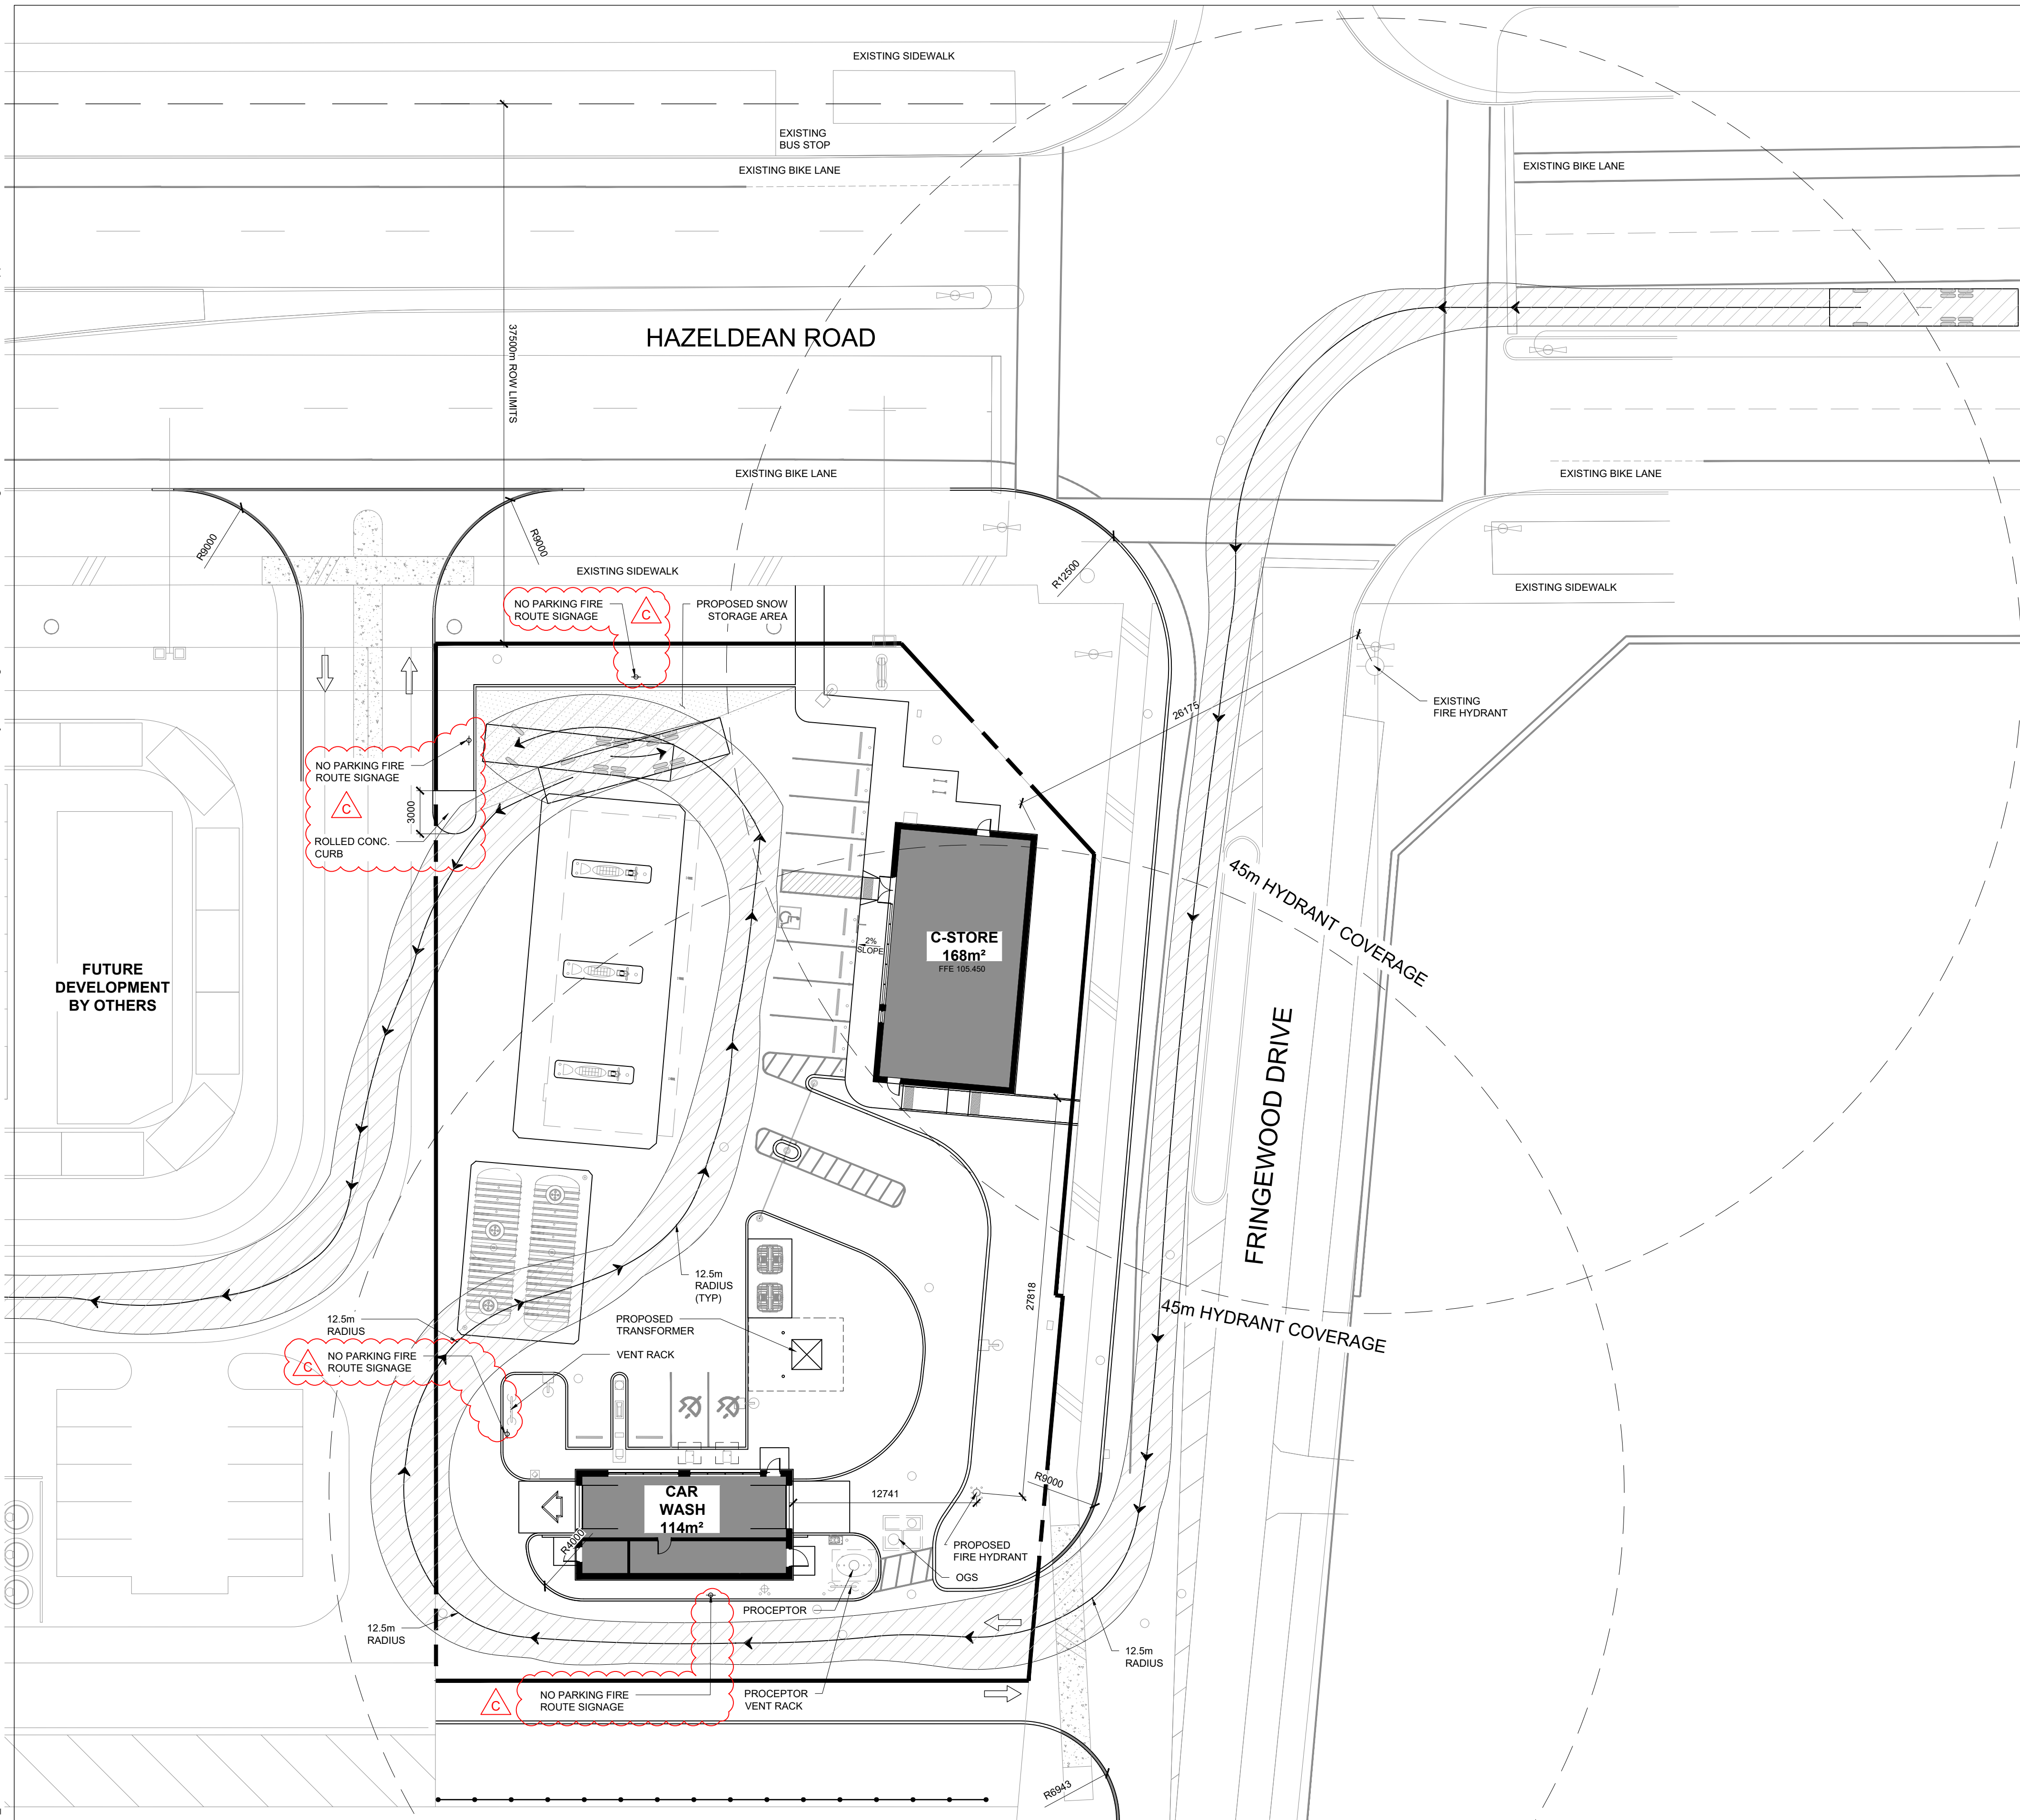 EXISTING SIDEWALK
EXISTING
BUS STOP
EXISTING BIKE LANE
EXISTING BIKE LANE
HAZELDEAN ROAD
37500m ROW LIMITS
EXISTING BIKE LANE
EXISTING BIKE LANE
R9000
R9000
R12500
EXISTING SIDEWALK
EXISTING SIDEWALK
NO PARKING FIRE
ROUTE SIGNAGE
C
PROPOSED SNOW
STORAGE AREA
26175
EXISTING
FIRE HYDRANT
NO PARKING FIRE
ROUTE SIGNAGE
C
3000
ROLLED CONC.
CURB
45m HYDRANT COVERAGE
C-STORE
168m²
FFE 105.450
2%
SLOPE
FUTURE
DEVELOPMENT
BY OTHERS
FRINGEWOOD DRIVE
12.5m
RADIUS
(TYP)
27818
45m HYDRANT COVERAGE
12.5m
RADIUS
PROPOSED
TRANSFORMER
NO PARKING FIRE
ROUTE SIGNAGE
C
VENT RACK
R9000
CAR
WASH
114m²
12741
R4000
PROPOSED
FIRE HYDRANT
OGS
PROCEPTOR
12.5m
RADIUS
12.5m
RADIUS
C
NO PARKING FIRE
ROUTE SIGNAGE
PROCEPTOR
VENT RACK
R6943